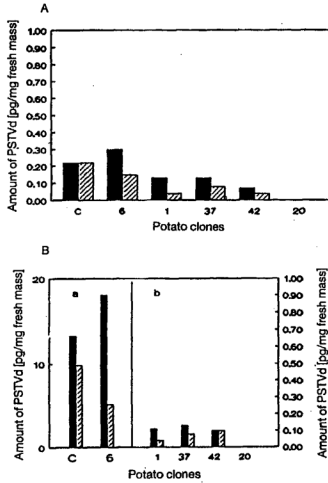 A
Amount of PSTVd [pg/mg fresh mass]
1.00
0.90
0.80
0.70
0.60
0.50
0.40
0.30
0.20
0.10
0.00
C 6 1 37 42 20
Potato clones
B
Amount of PSTVd [pg/mg fresh mass]
20
10
0
a b
1.00
0.90
0.80
0.70
0.60
0.50
0.40
0.30
0.20
0.10
0.00
Amount of PSTVd [pg/mg fresh mass]
C 6 1 37 42 20
Potato clones